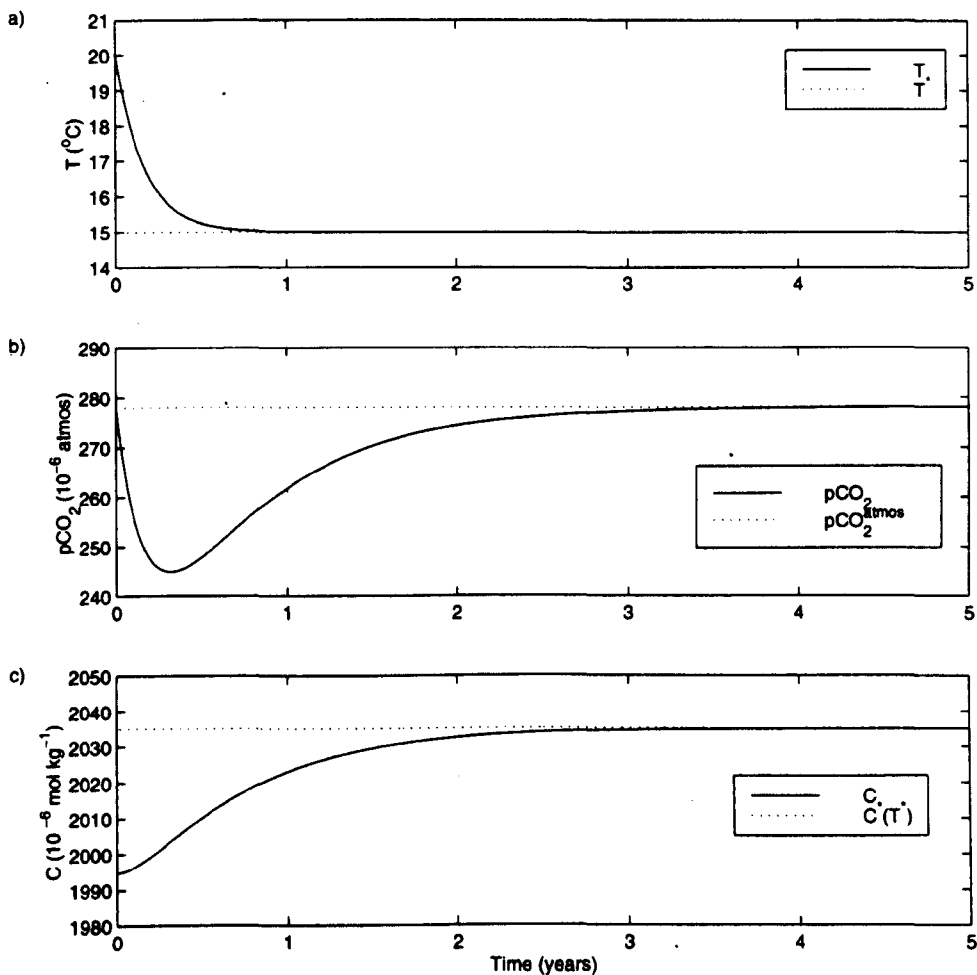 a)
21
20
19
18
17
16
15
14
T (°C)
0 1 2 3 4 5
T
T*
b)
290
280
270
260
250
240
pCO₂ (10⁻⁶ atmos)
0 1 2 3 4 5
pCO₂
pCO₂ᵃᵗᵐᵒˢ
c)
2050
2040
2030
2020
2010
2000
1990
1980
C (10⁻⁶ mol kg⁻¹)
0 1 2 3 4 5
C
C*(T*)
Time (years)